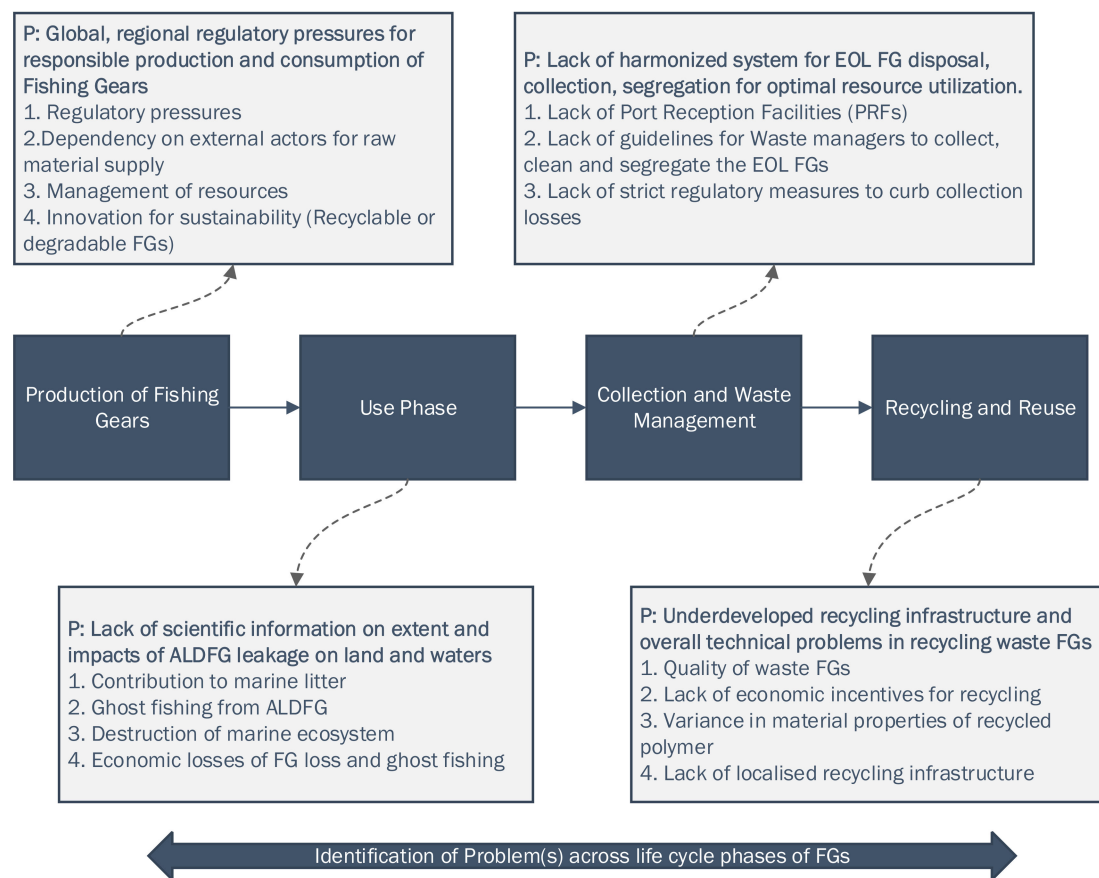 P: Global, regional regulatory pressures for
responsible production and consumption of
Fishing Gears
1. Regulatory pressures
2.Dependency on external actors for raw
material supply
3. Management of resources
4. Innovation for sustainability (Recyclable or
degradable FGs)
P: Lack of harmonized system for EOL FG disposal,
collection, segregation for optimal resource utilization.
1. Lack of Port Reception Facilities (PRFs)
2. Lack of guidelines for Waste managers to collect,
clean and segregate the EOL FGs
3. Lack of strict regulatory measures to curb collection
losses
Production of Fishing
Gears
Use Phase
Collection and Waste
Management
Recycling and Reuse
P: Lack of scientific information on extent and
impacts of ALDFG leakage on land and waters
1. Contribution to marine litter
2. Ghost fishing from ALDFG
3. Destruction of marine ecosystem
4. Economic losses of FG loss and ghost fishing
P: Underdeveloped recycling infrastructure and
overall technical problems in recycling waste FGs
1. Quality of waste FGs
2. Lack of economic incentives for recycling
3. Variance in material properties of recycled
polymer
4. Lack of localised recycling infrastructure
Identification of Problem(s) across life cycle phases of FGs